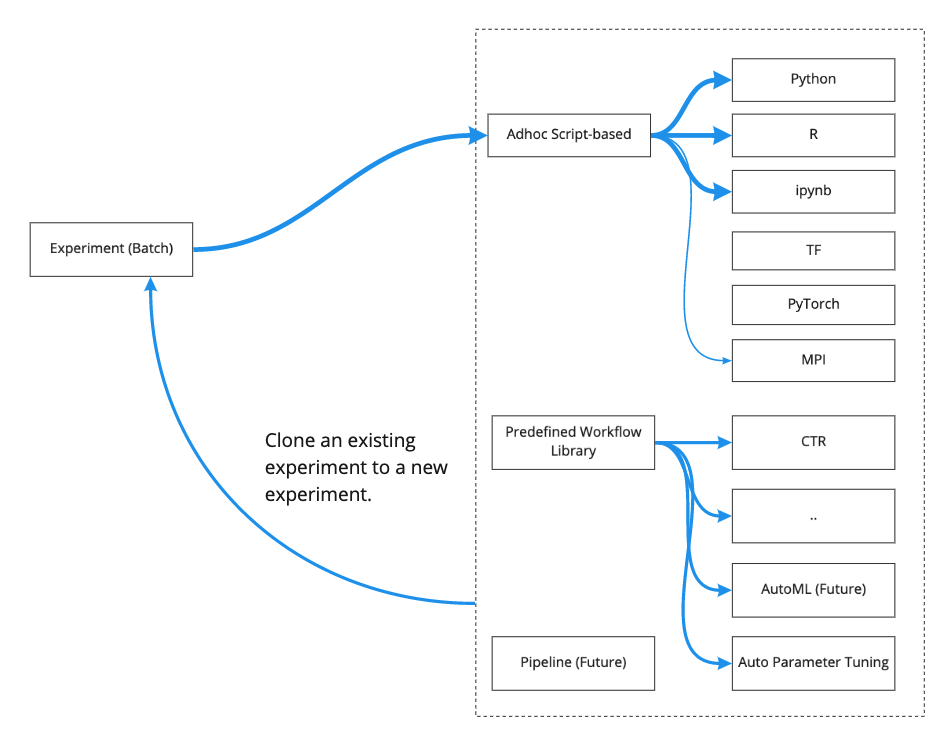 Python
Adhoc Script-based
R
ipynb
Experiment (Batch)
TF
PyTorch
MPI
Clone an existing
experiment to a new
experiment.
Predefined Workflow
Library
CTR
..
AutoML (Future)
Pipeline (Future)
Auto Parameter Tuning